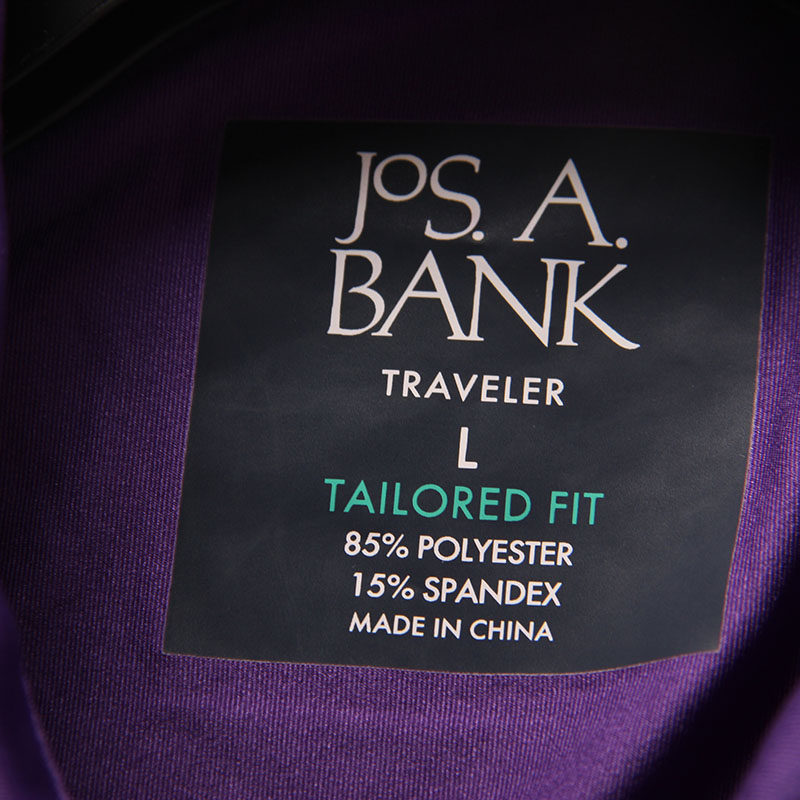 JoS. A.
BANK
TRAVELER
L
TAILORED FIT
85% POLYESTER
15% SPANDEX
MADE IN CHINA